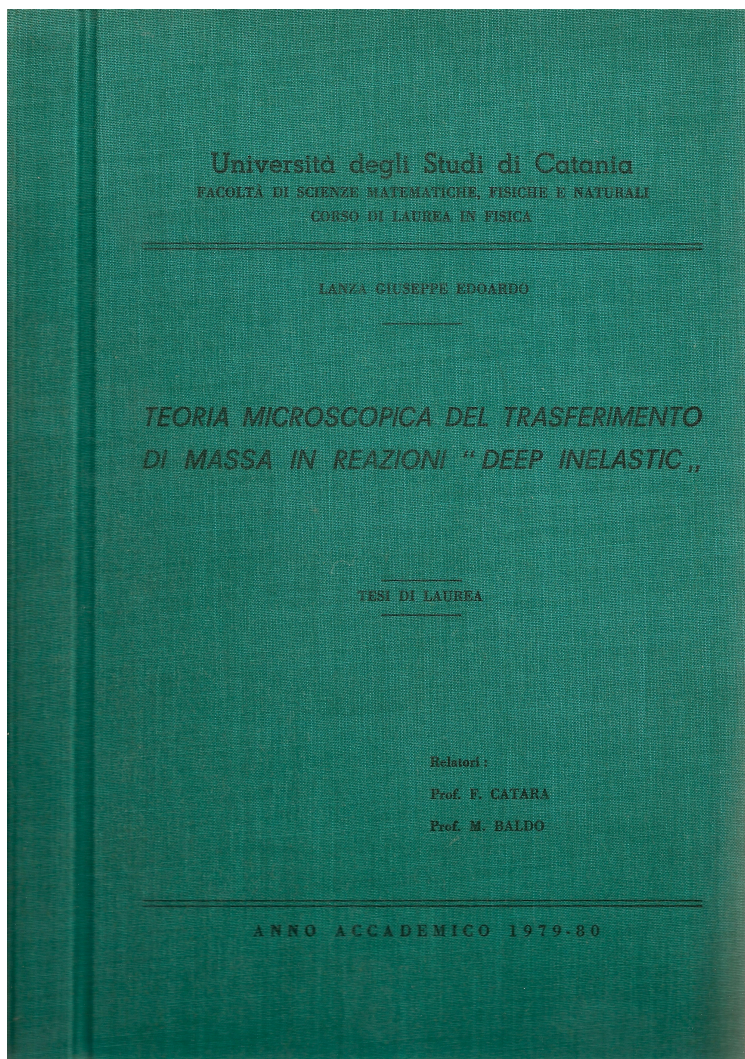 Università degli Studi di Catania
FACOLTÀ DI SCIENZE MATEMATICHE, FISICHE E NATURALI
CORSO DI LAUREA IN FISICA
LANZA GIUSEPPE EDOARDO
TEORIA MICROSCOPICA DEL TRASFERIMENTO
DI MASSA IN REAZIONI “ DEEP INELASTIC „
TESI DI LAUREA
Relatori :
Prof. F. CATARA
Prof. M. BALDO
ANNO ACCADEMICO 1979-80